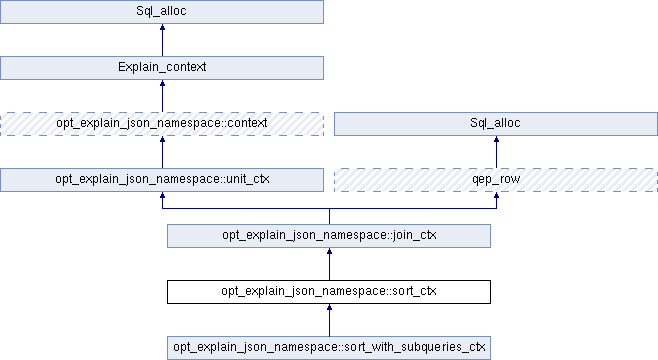 Sql_alloc
Explain_context
opt_explain_json_namespace::context
Sql_alloc
opt_explain_json_namespace::unit_ctx
qep_row
opt_explain_json_namespace::join_ctx
opt_explain_json_namespace::sort_ctx
opt_explain_json_namespace::sort_with_subqueries_ctx